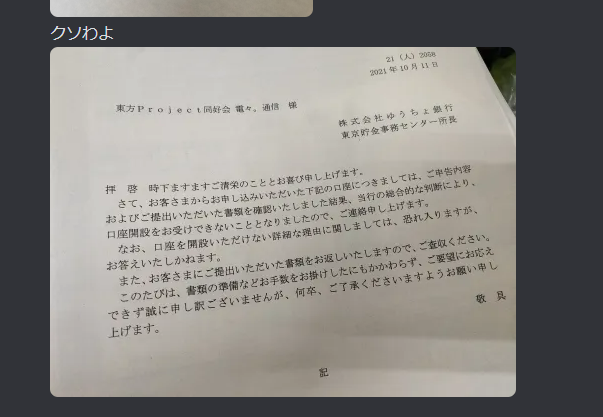 クソわよ
21（人）2058
2021年10月11日
東方Ｐｒｏｊｅｃｔ同好会 電々。通信　様
株式会社ゆうちょ銀行
東京貯金事務センター所長
拝　啓　時下ますますご清栄のこととお喜び申し上げます。
さて、お客さまからお申し込みいただいた下記の口座につきましては、ご申告内容
およびご提出いただいた書類を確認いたしました結果、当行の総合的な判断により、
口座開設をお受けできないこととなりましたので、ご連絡申し上げます。
なお、口座を開設いただけない詳細な理由に関しましては、恐れ入りますが、
お答えいたしかねます。
また、お客さまにご提出いただいた書類をお返しいたしますので、ご査収ください。
このたびは、書類の準備などお手数をお掛けしたにもかかわらず、ご要望にお応え
できず誠に申し訳ございませんが、何卒、ご了承くださいますようお願い申し
上げます。
敬　具
記